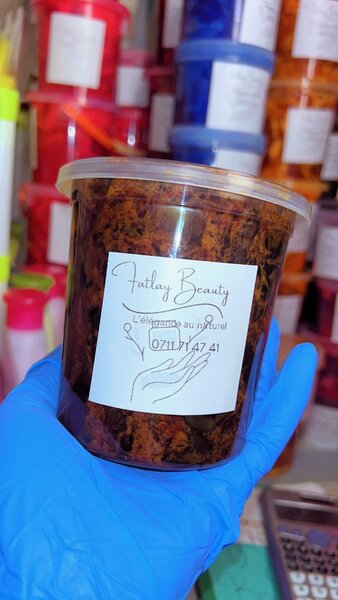 Fatlay Beauty
L'élégance au naturel
0711 71 47 41